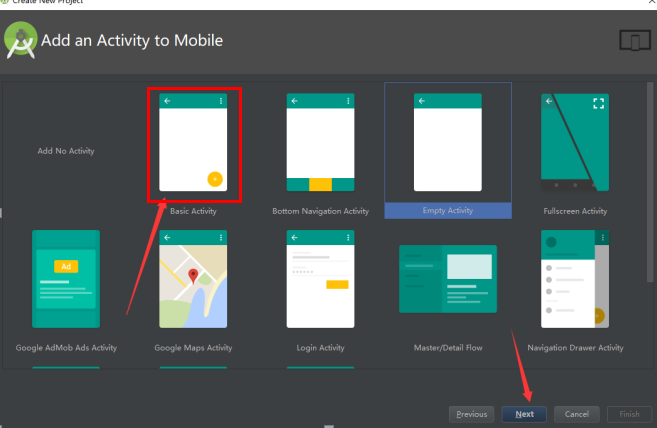 Create New Project
Add an Activity to Mobile
Add No Activity
Basic Activity
Bottom Navigation Activity
Empty Activity
Fullscreen Activity
Ad
Google AdMob Ads Activity
Google Maps Activity
Login Activity
Master/Detail Flow
Navigation Drawer Activity
Previous
Next
Cancel
Finish